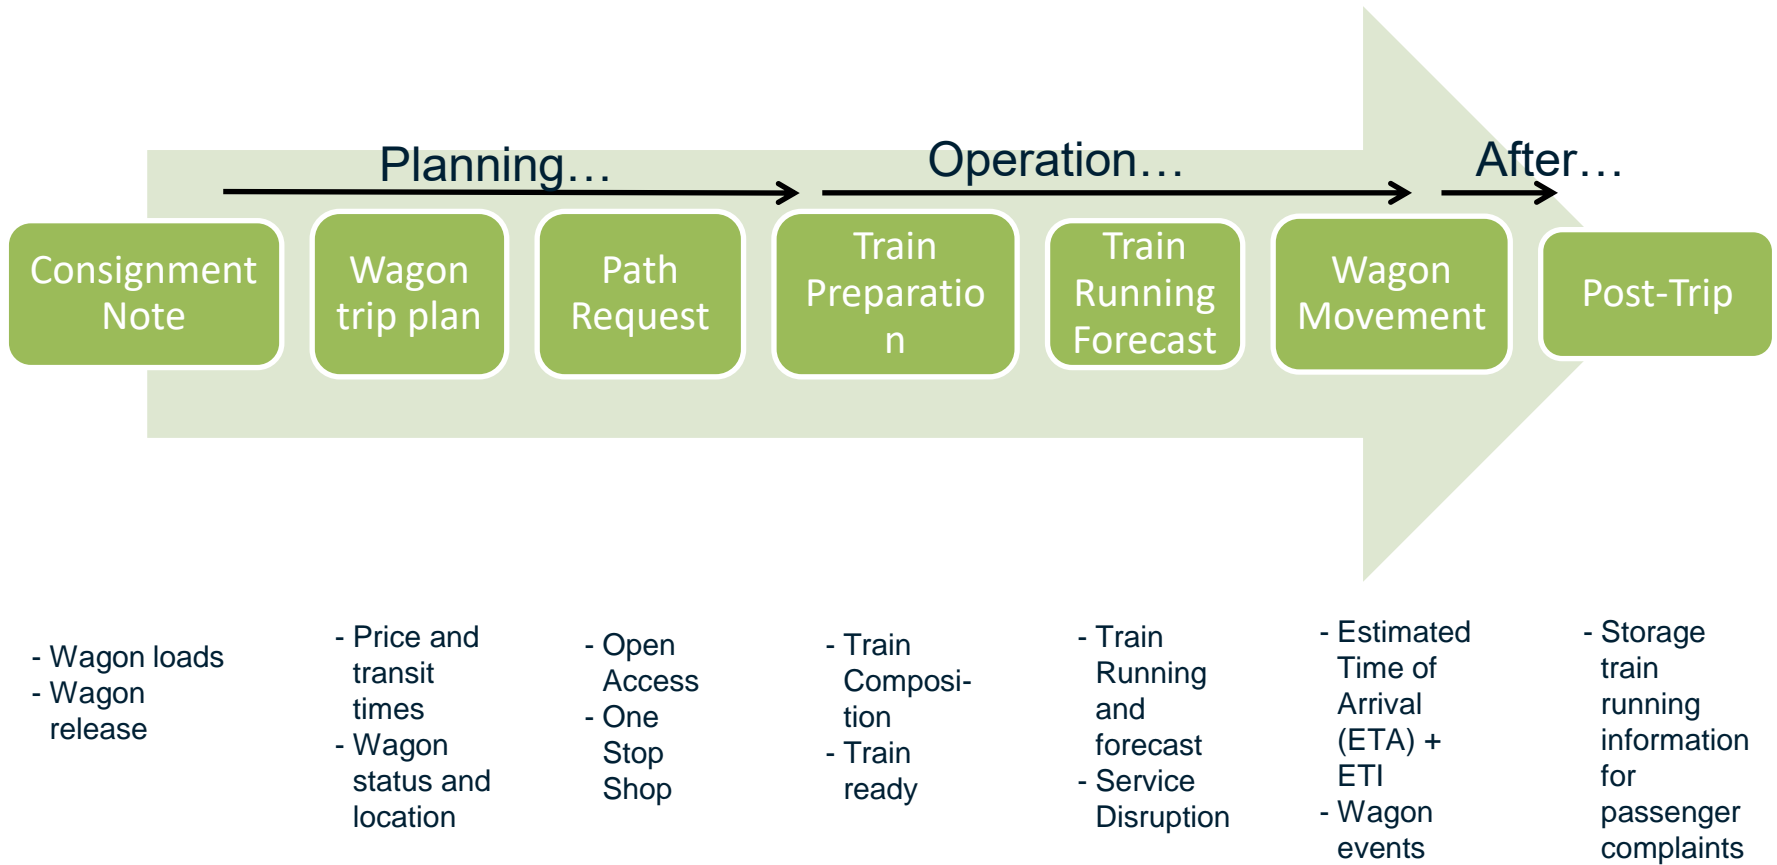 Planning…
Operation…
After…
Consignment
Note
Wagon
trip plan
Path
Request
Train
Preparatio
n
Train
Running
Forecast
Wagon
Movement
Post-Trip
- Wagon loads
- Wagon
release
- Price and
transit
times
- Wagon
status and
location
- Open
Access
- One
Stop
Shop
- Train
Composi-
tion
- Train
ready
- Train
Running
and
forecast
- Service
Disruption
- Estimated
Time of
Arrival
(ETA) +
ETI
- Wagon
events
- Storage
train
running
information
for
passenger
complaints